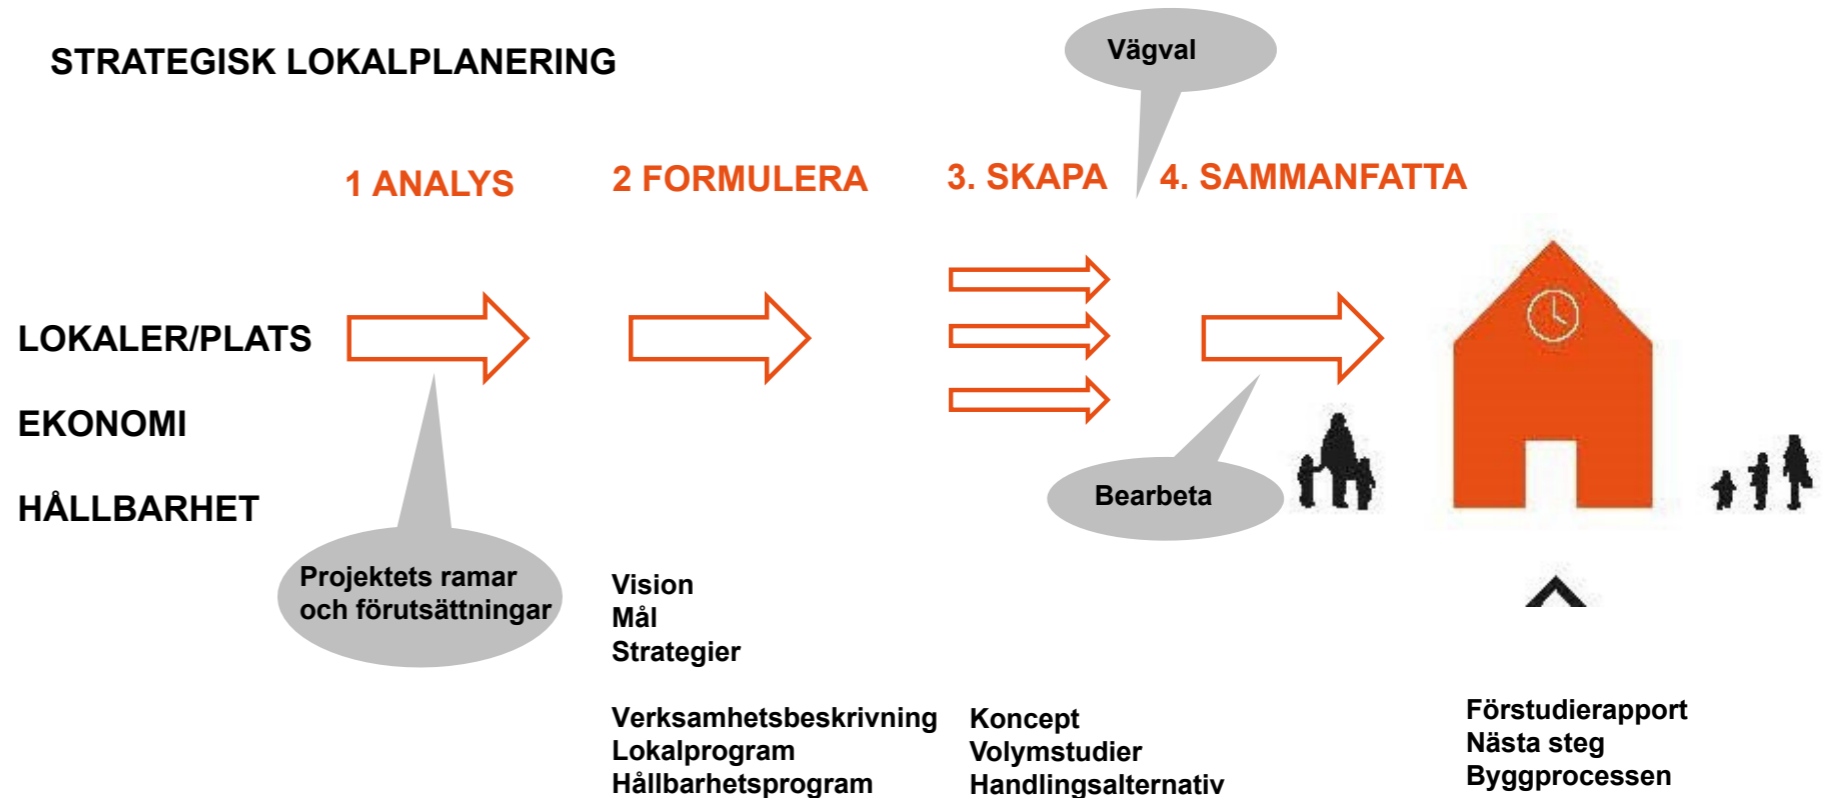 STRATEGISK LOKALPLANERING
Vägval
1 ANALYS
2 FORMULERA
3. SKAPA
4. SAMMANFATTA
LOKALER/PLATS
EKONOMI
HÅLLBARHET
Bearbeta
Projektets ramar
och förutsättningar
Vision
Mål
Strategier
Verksamhetsbeskrivning
Lokalprogram
Hållbarhetsprogram
Koncept
Volymstudier
Handlingsalternativ
Förstudierapport
Nästa steg
Byggprocessen